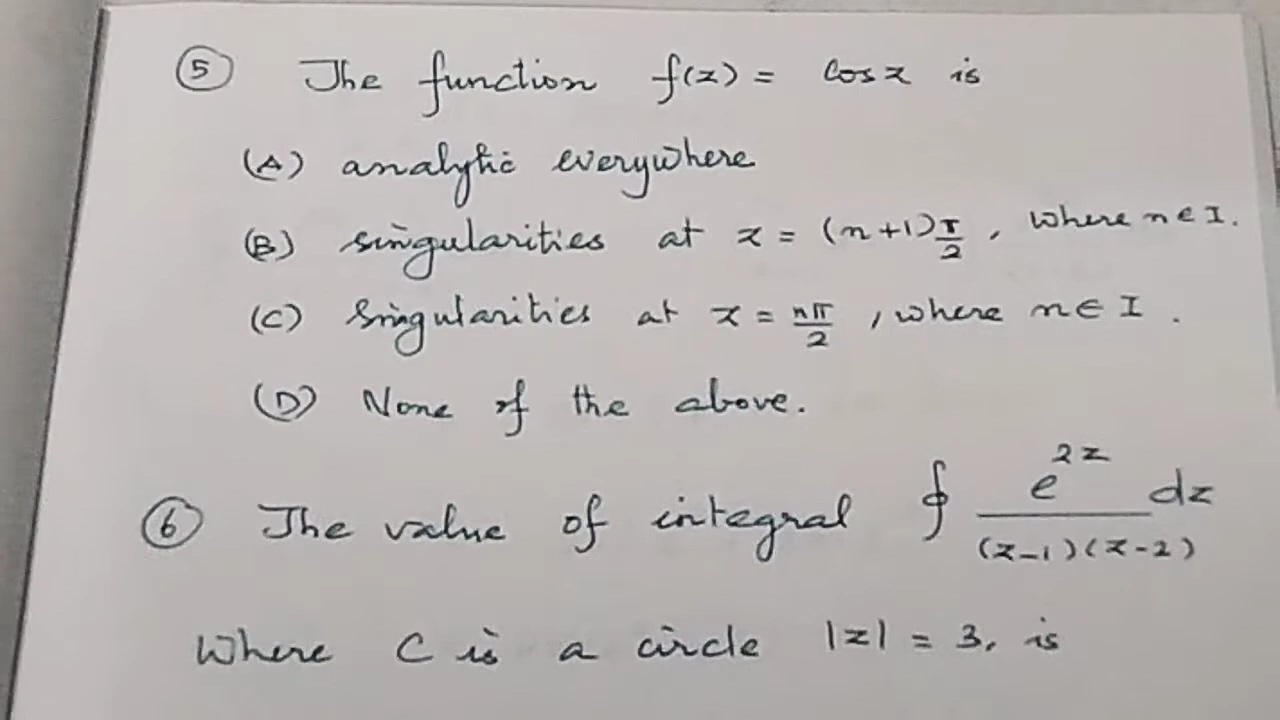 ⑤ The function f(z) = cosz is
(A) analytic everywhere
(B) singularities at z = (n+1)π/2, where n∈I.
(C) Singularities at z = nπ/2, where n∈I.
(D) None of the above.
⑥ The value of integral ∮ e^{2z}/(z-1)(z-2) dz
Where C is a circle |z| = 3, is